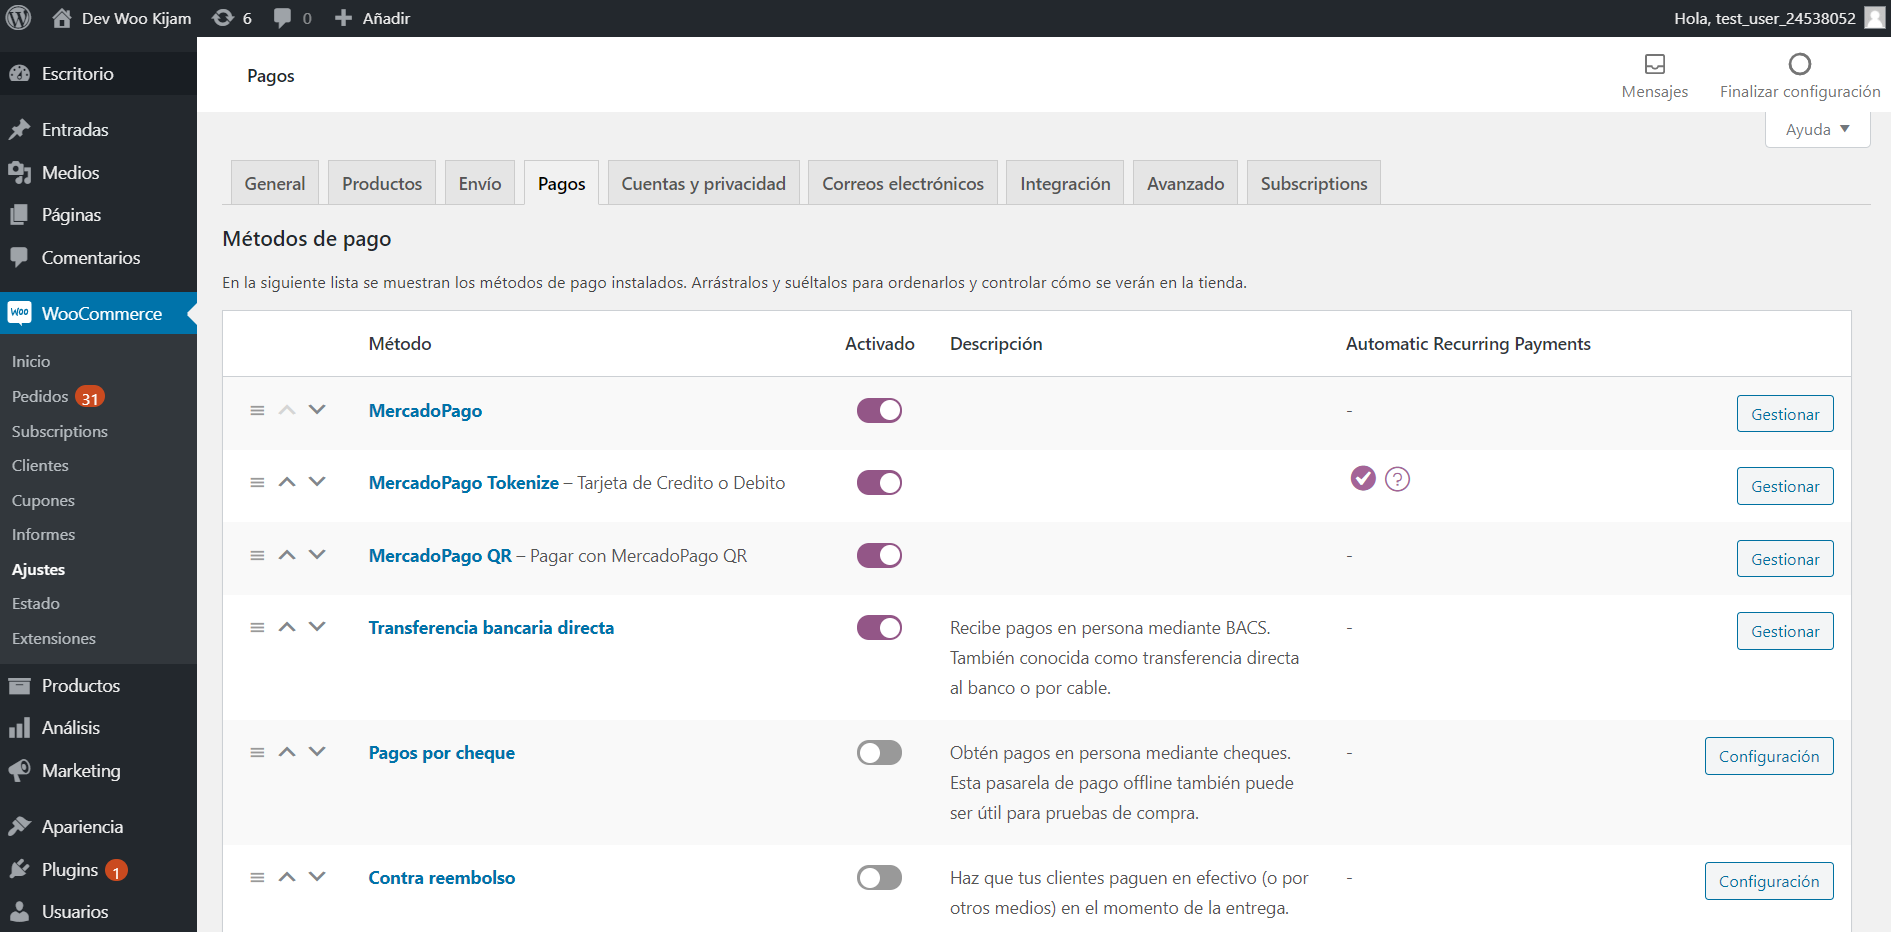 Dev Woo Kijam 6 0 Añadir Hola, test_user_24538052
Escritorio
Entradas
Medios
Páginas
Comentarios
Woo WooCommerce
Inicio
Pedidos 31
Subscriptions
Clientes
Cupones
Informes
Ajustes
Estado
Extensiones
Productos
Análisis
Marketing
Apariencia
Plugins 1
Usuarios
Pagos
Mensajes
Finalizar configuración
Ayuda
General Productos Envío Pagos Cuentas y privacidad Correos electrónicos Integración Avanzado Subscriptions
Métodos de pago
En la siguiente lista se muestran los métodos de pago instalados. Arrástralos y suéltalos para ordenarlos y controlar cómo se verán en la tienda.
Método Activado Descripción Automatic Recurring Payments
MercadoPago - Gestionar
MercadoPago Tokenize – Tarjeta de Credito o Debito ? Gestionar
MercadoPago QR – Pagar con MercadoPago QR - Gestionar
Transferencia bancaria directa Recibe pagos en persona mediante BACS. - Gestionar
También conocida como transferencia directa
al banco o por cable.
Pagos por cheque Obtén pagos en persona mediante cheques. - Configuración
Esta pasarela de pago offline también puede
ser útil para pruebas de compra.
Contra reembolso Haz que tus clientes paguen en efectivo (o por - Configuración
otros medios) en el momento de la entrega.